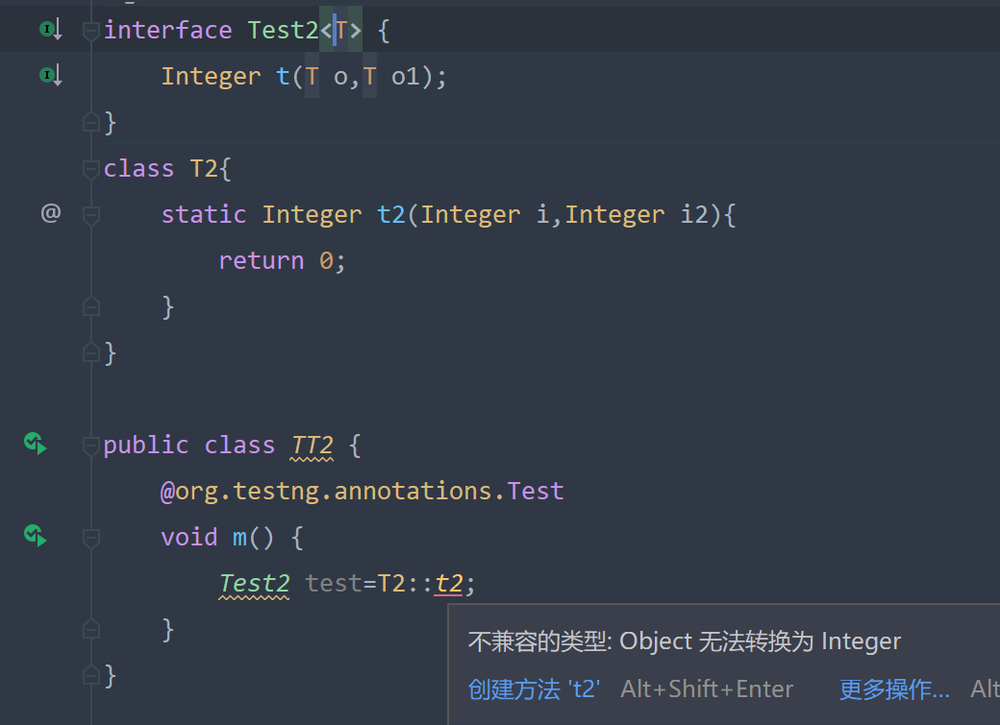 interface Test2<T> {
Integer t(T o,T o1);
}
class T2{
@ static Integer t2(Integer i,Integer i2){
return 0;
}
}
public class TT2 {
@org.testng.annotations.Test
void m() {
Test2 test=T2::t2;
}
}
不兼容的类型: Object 无法转换为 Integer
创建方法 't2' Alt+Shift+Enter 更多操作... Alt